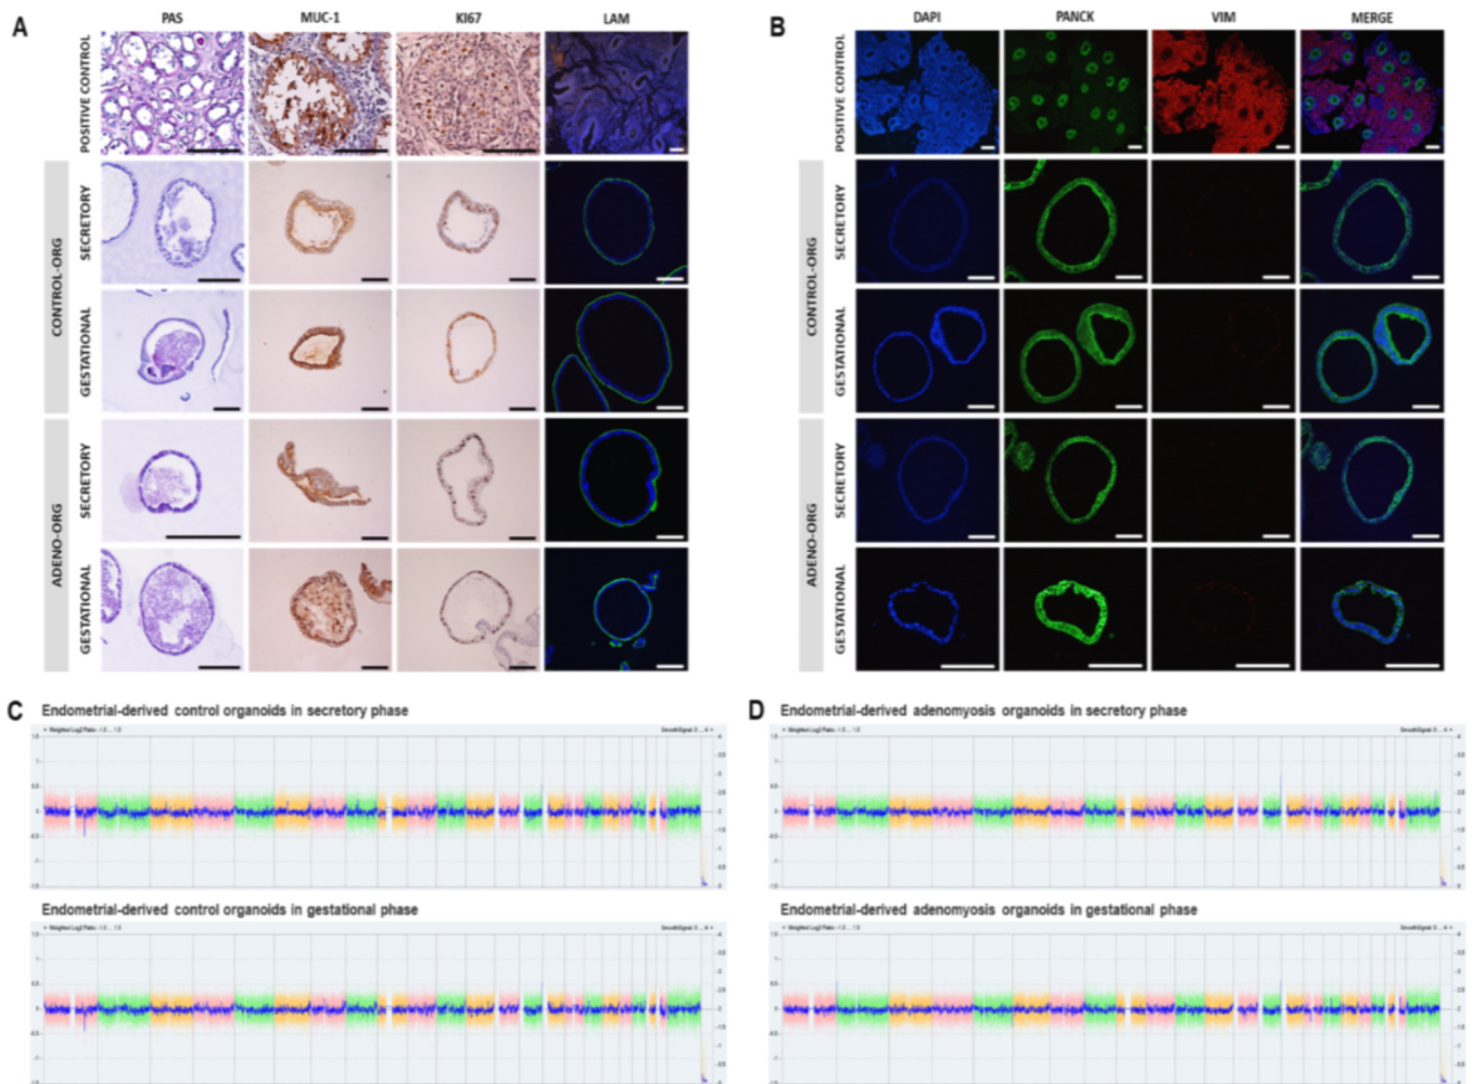 A
PAS MUC-1 KI67 LAM
POSITIVE CONTROL
CONTROL-ORG
SECRETORY
GESTATIONAL
ADENO-ORG
SECRETORY
GESTATIONAL
B
DAPI PANCK VIM MERGE
POSITIVE CONTROL
CONTROL-ORG
SECRETORY
GESTATIONAL
ADENO-ORG
SECRETORY
GESTATIONAL
C
Endometrial-derived control organoids in secretory phase
Endometrial-derived control organoids in gestational phase
D
Endometrial-derived adenomyosis organoids in secretory phase
Endometrial-derived adenomyosis organoids in gestational phase